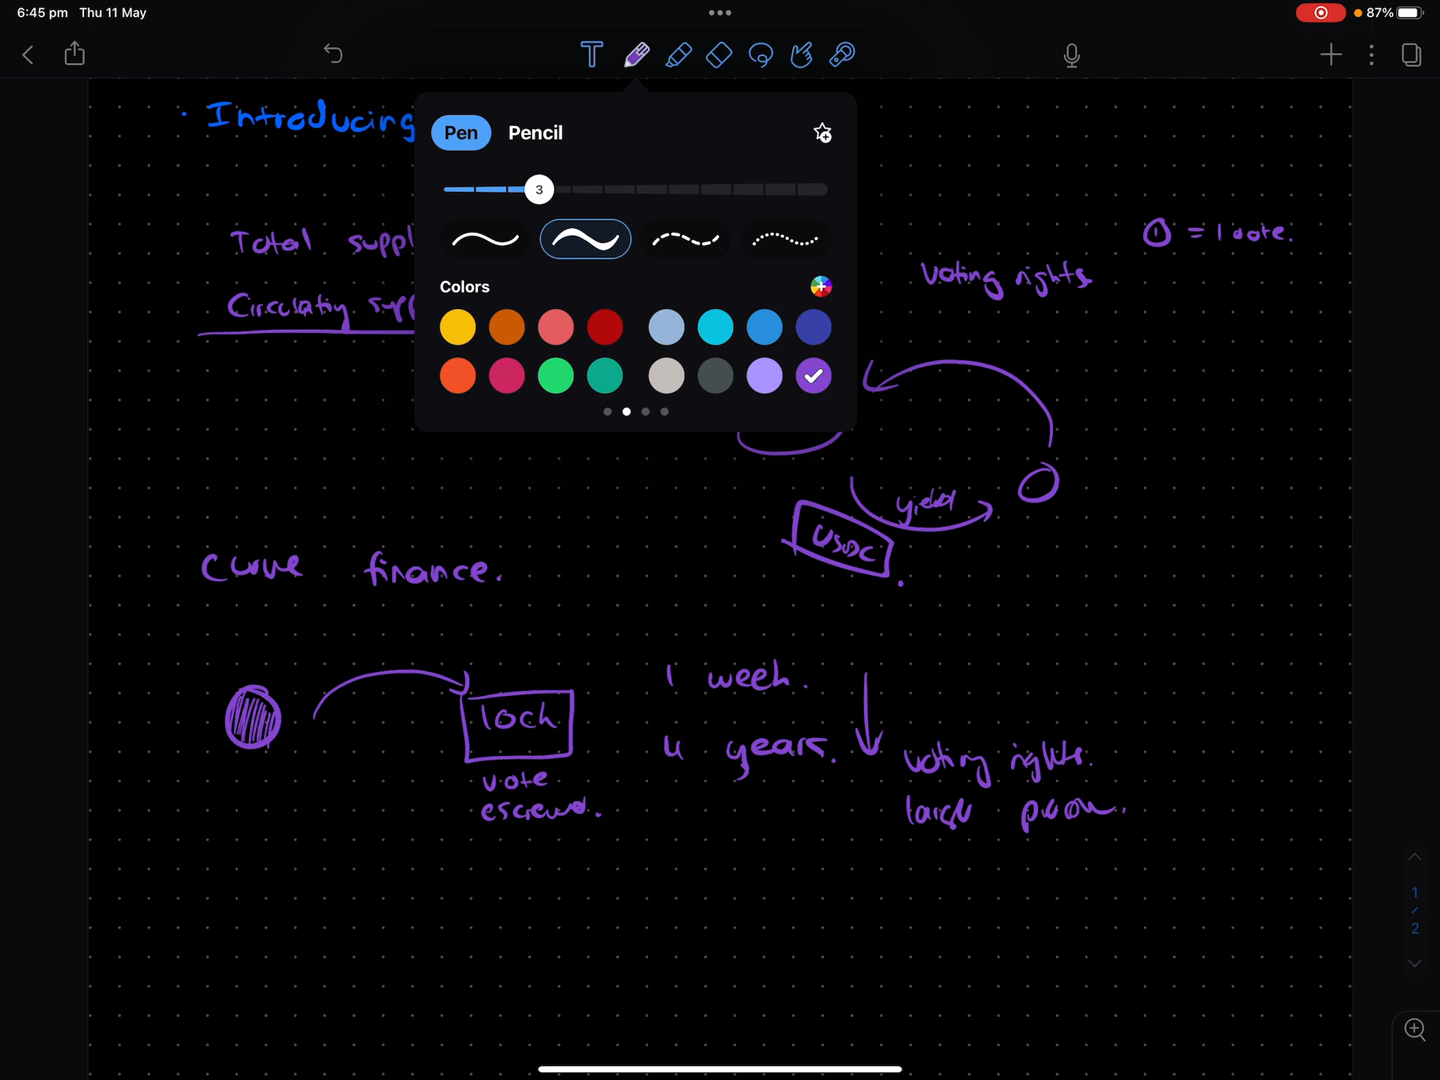 6:45 pm Thu 11 May
87%
T
Introducing
Pen Pencil
3
Colors
Total suppl
Circulating supp
① = 1 vote.
Voting rights
yield
USDC
Curve finance.
lock
vote
escrowed.
1 week.
4 years.
voting rights.
large
1
/
2